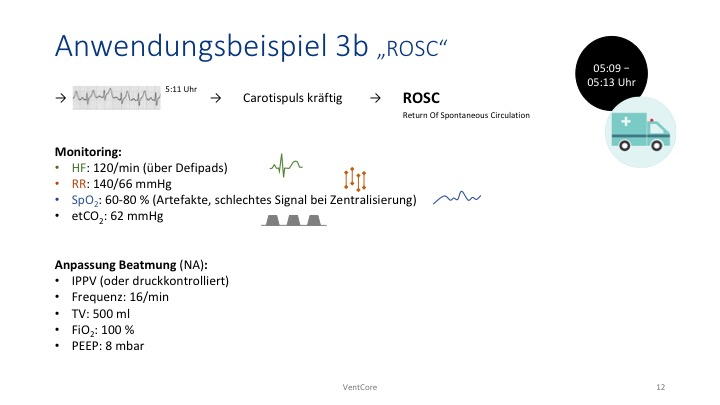 Anwendungsbeispiel 3b „ROSC“
05:09 –
05:13 Uhr
→ 5:11 Uhr → Carotispuls kräftig → ROSC
Return Of Spontaneous Circulation
Monitoring:
• HF: 120/min (über Defipads)
• RR: 140/66 mmHg
• SpO₂: 60-80 % (Artefakte, schlechtes Signal bei Zentralisierung)
• etCO₂: 62 mmHg
Anpassung Beatmung (NA):
• IPPV (oder druckkontrolliert)
• Frequenz: 16/min
• TV: 500 ml
• FiO₂: 100 %
• PEEP: 8 mbar
VentCore
12